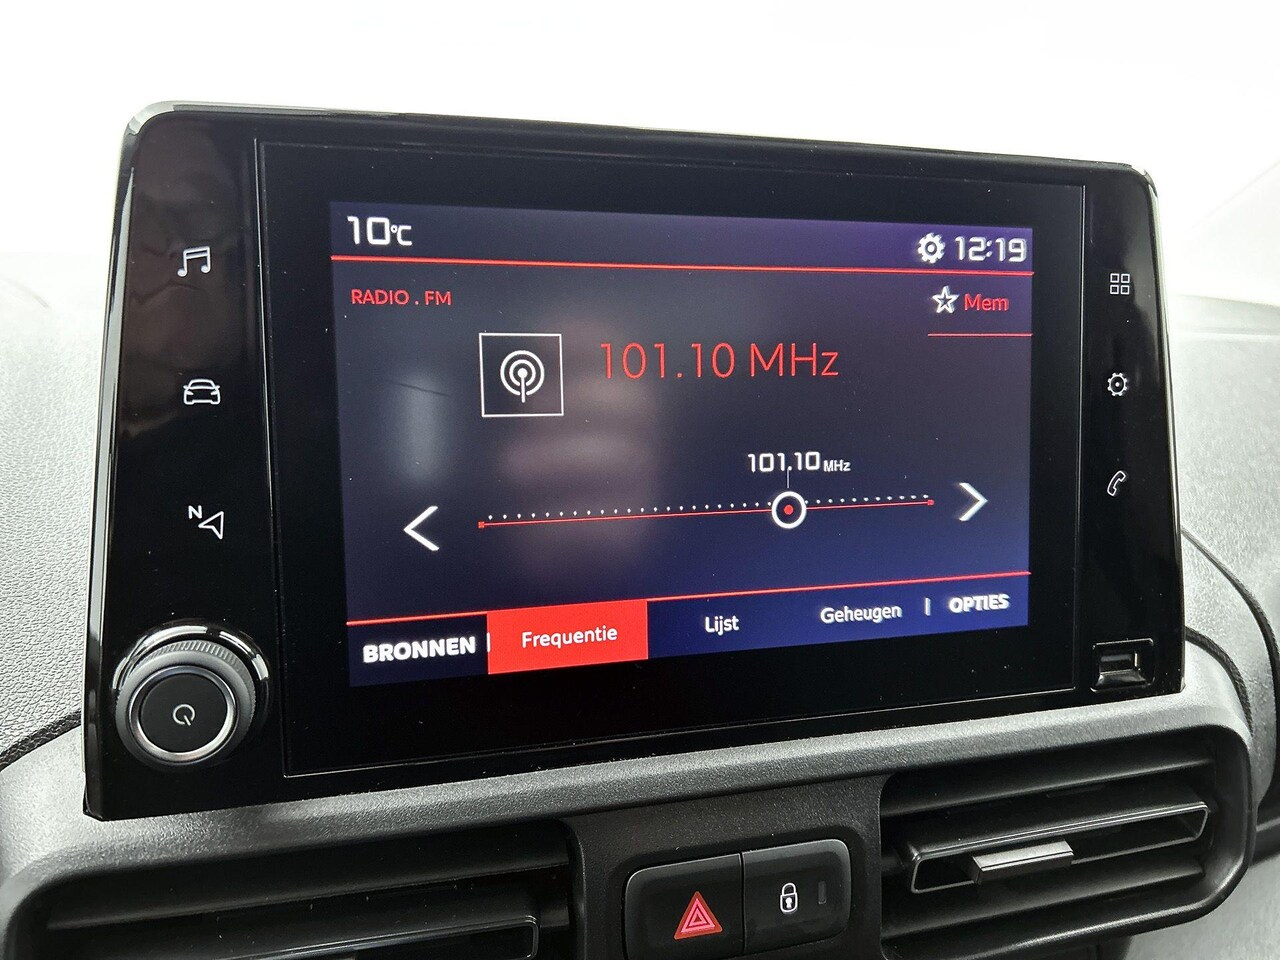 10°C
12:19
RADIO . FM
Mem
101.10 MHz
101.10 MHz
N
BRONNEN
Frequentie
Lijst
Geheugen
OPTIES